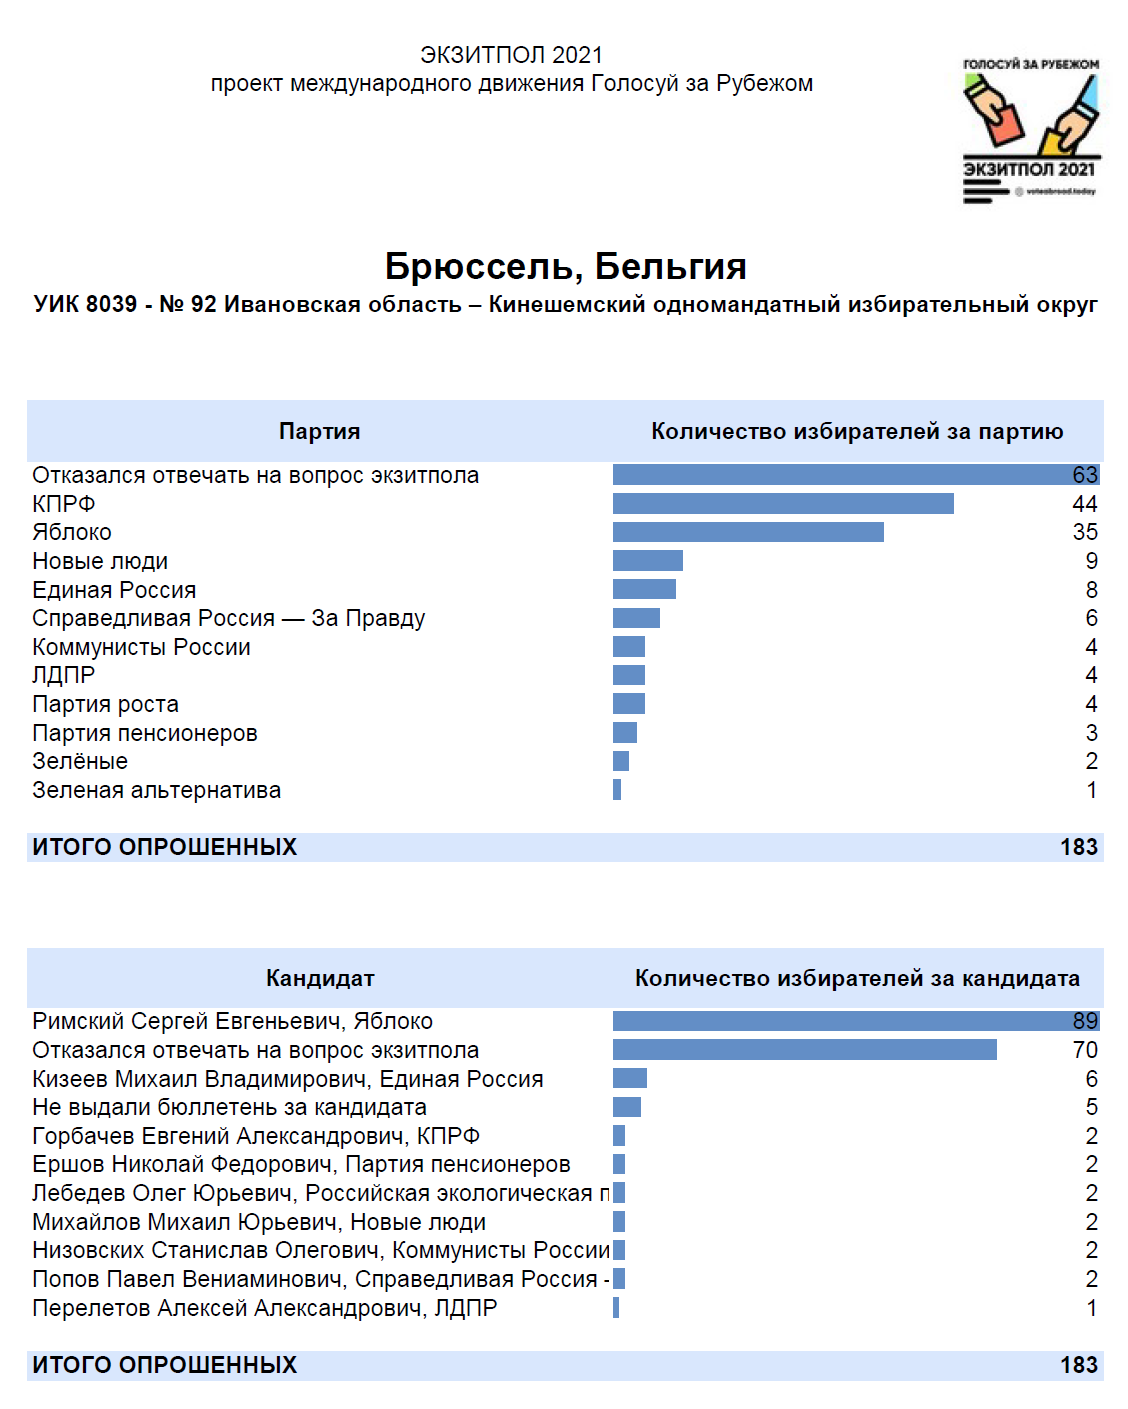 ЭКЗИТПОЛ 2021
проект международного движения Голосуй за Рубежом
ГОЛОСУЙ ЗА РУБЕЖОМ
ЭКЗИТПОЛ 2021
voteabroad.today
Брюссель, Бельгия
УИК 8039 - № 92 Ивановская область – Кинешемский одномандатный избирательный округ
Партия Количество избирателей за партию
Отказался отвечать на вопрос экзитпола 63
КПРФ 44
Яблоко 35
Новые люди 9
Единая Россия 8
Справедливая Россия — За Правду 6
Коммунисты России 4
ЛДПР 4
Партия роста 4
Партия пенсионеров 3
Зелёные 2
Зеленая альтернатива 1
ИТОГО ОПРОШЕННЫХ 183
Кандидат Количество избирателей за кандидата
Римский Сергей Евгеньевич, Яблоко 89
Отказался отвечать на вопрос экзитпола 70
Кизеев Михаил Владимирович, Единая Россия 6
Не выдали бюллетень за кандидата 5
Горбачев Евгений Александрович, КПРФ 2
Ершов Николай Федорович, Партия пенсионеров 2
Лебедев Олег Юрьевич, Российская экологическая п 2
Михайлов Михаил Юрьевич, Новые люди 2
Низовских Станислав Олегович, Коммунисты России 2
Попов Павел Вениаминович, Справедливая Россия - 2
Перелетов Алексей Александрович, ЛДПР 1
ИТОГО ОПРОШЕННЫХ 183